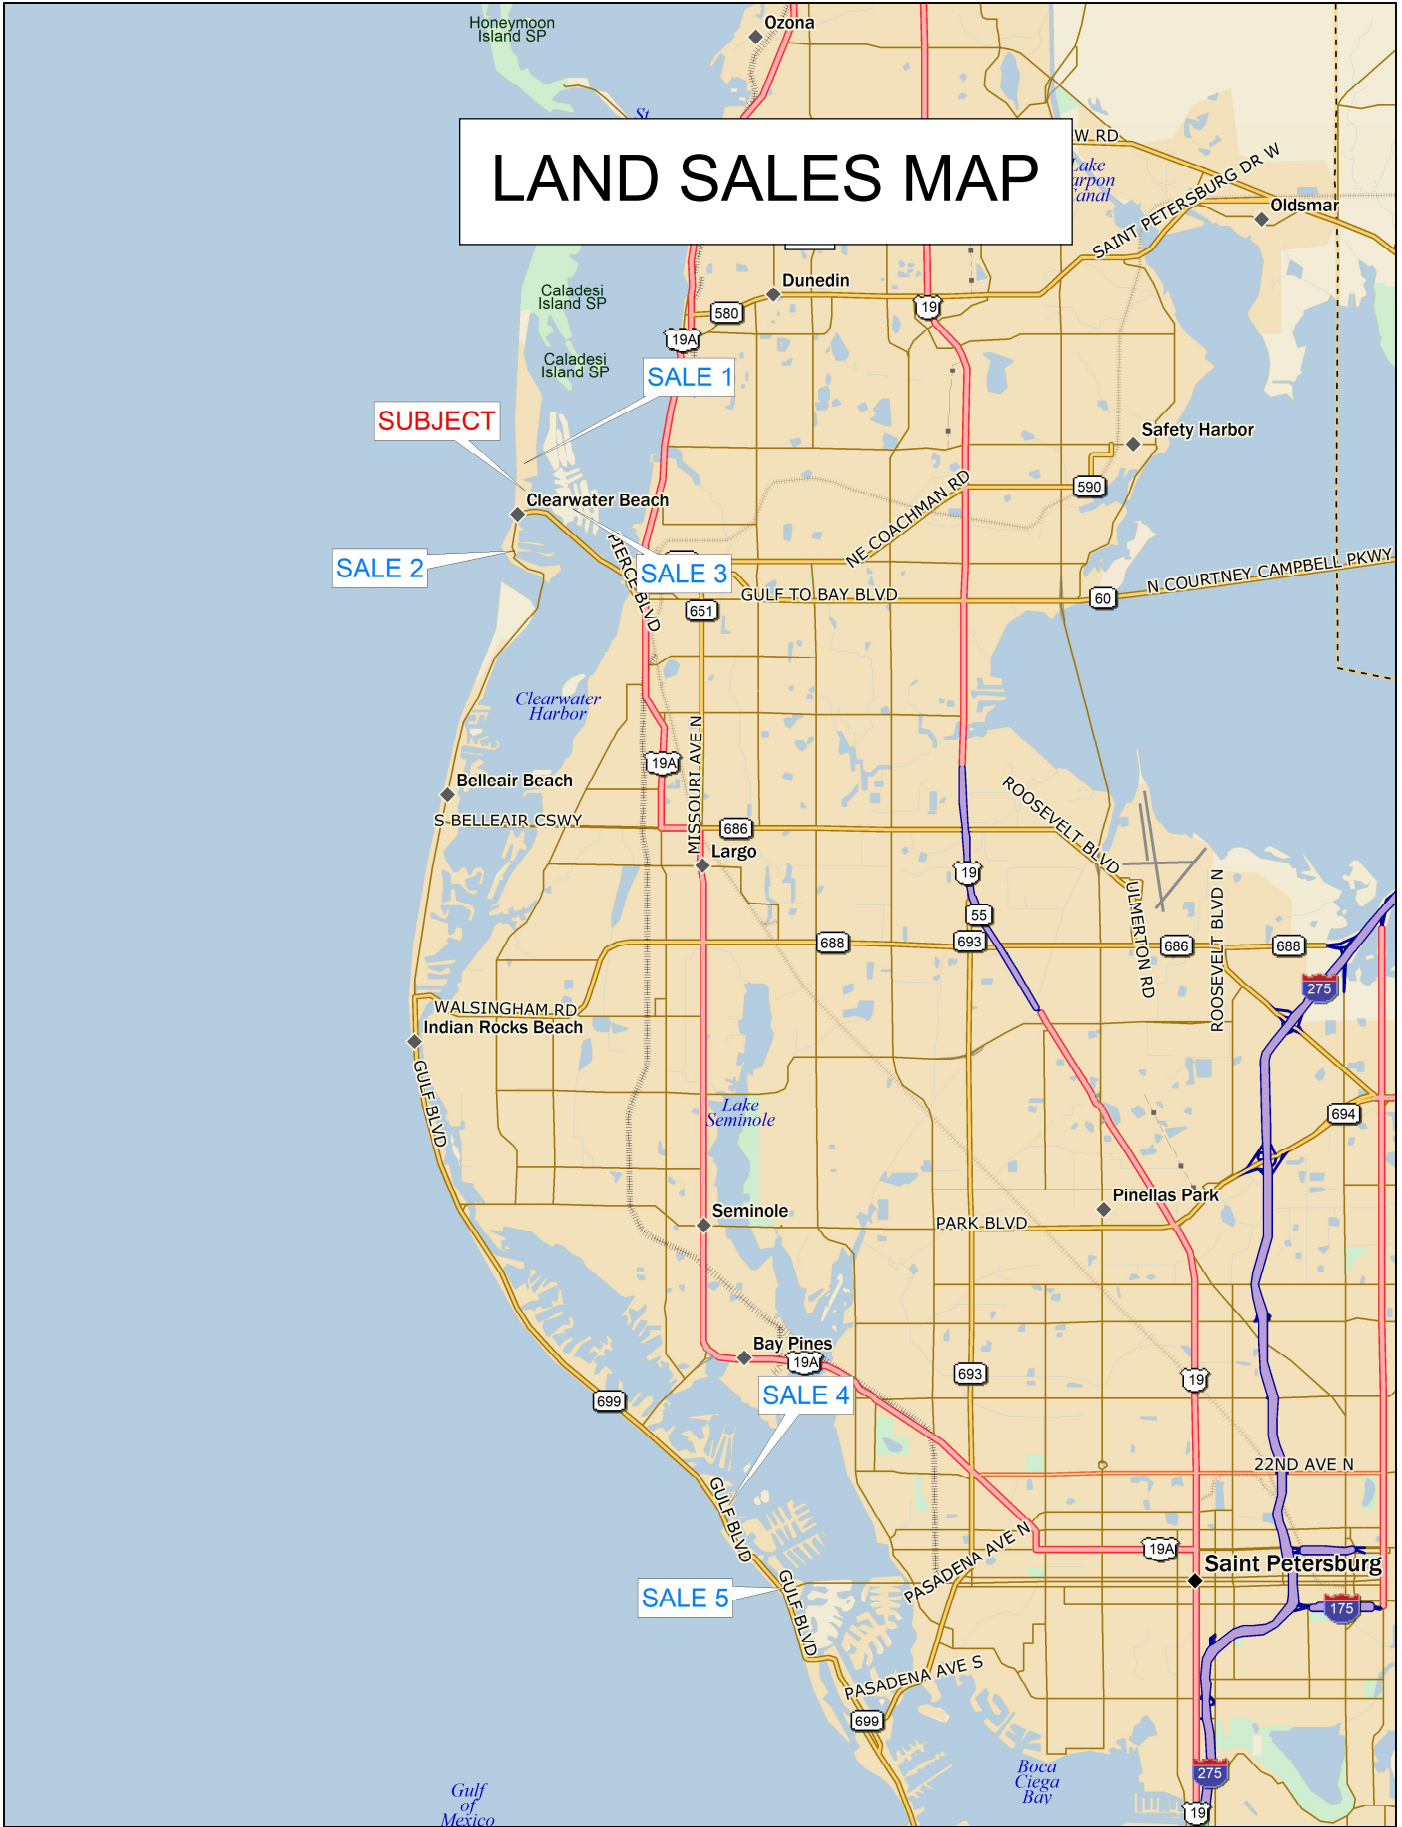 Honeymoon
Island SP
Ozona
St
W RD
LAND SALES MAP
Lake
arpon
anal
SAINT PETERSBURG DR W
Oldsmar
Caladesi
Island SP
Dunedin
580
19
19A
Caladesi
Island SP
SALE 1
SUBJECT
Safety Harbor
NE COACHMAN RD
590
Clearwater Beach
SALE 2
PIERCE BLVD
SALE 3
N COURTNEY CAMPBELL PKWY
GULF TO BAY BLVD
60
651
Clearwater
Harbor
MISSOURI AVE N
19A
Belleair Beach
S BELLEAIR CSWY
686
ROOSEVELT BLVD
Largo
19
55
ULMERTON RD
ROOSEVELT BLVD N
688
693
686
688
275
WALSINGHAM RD
Indian Rocks Beach
GULF BLVD
Lake
Seminole
694
Pinellas Park
Seminole
PARK BLVD
Bay Pines
19A
693
19
SALE 4
699
22ND AVE N
GULF BLVD
PASADENA AVE N
19A
Saint Petersburg
SALE 5
GULF BLVD
175
PASADENA AVE S
699
275
Boca
Ciega
Bay
Gulf
of
Mexico
19